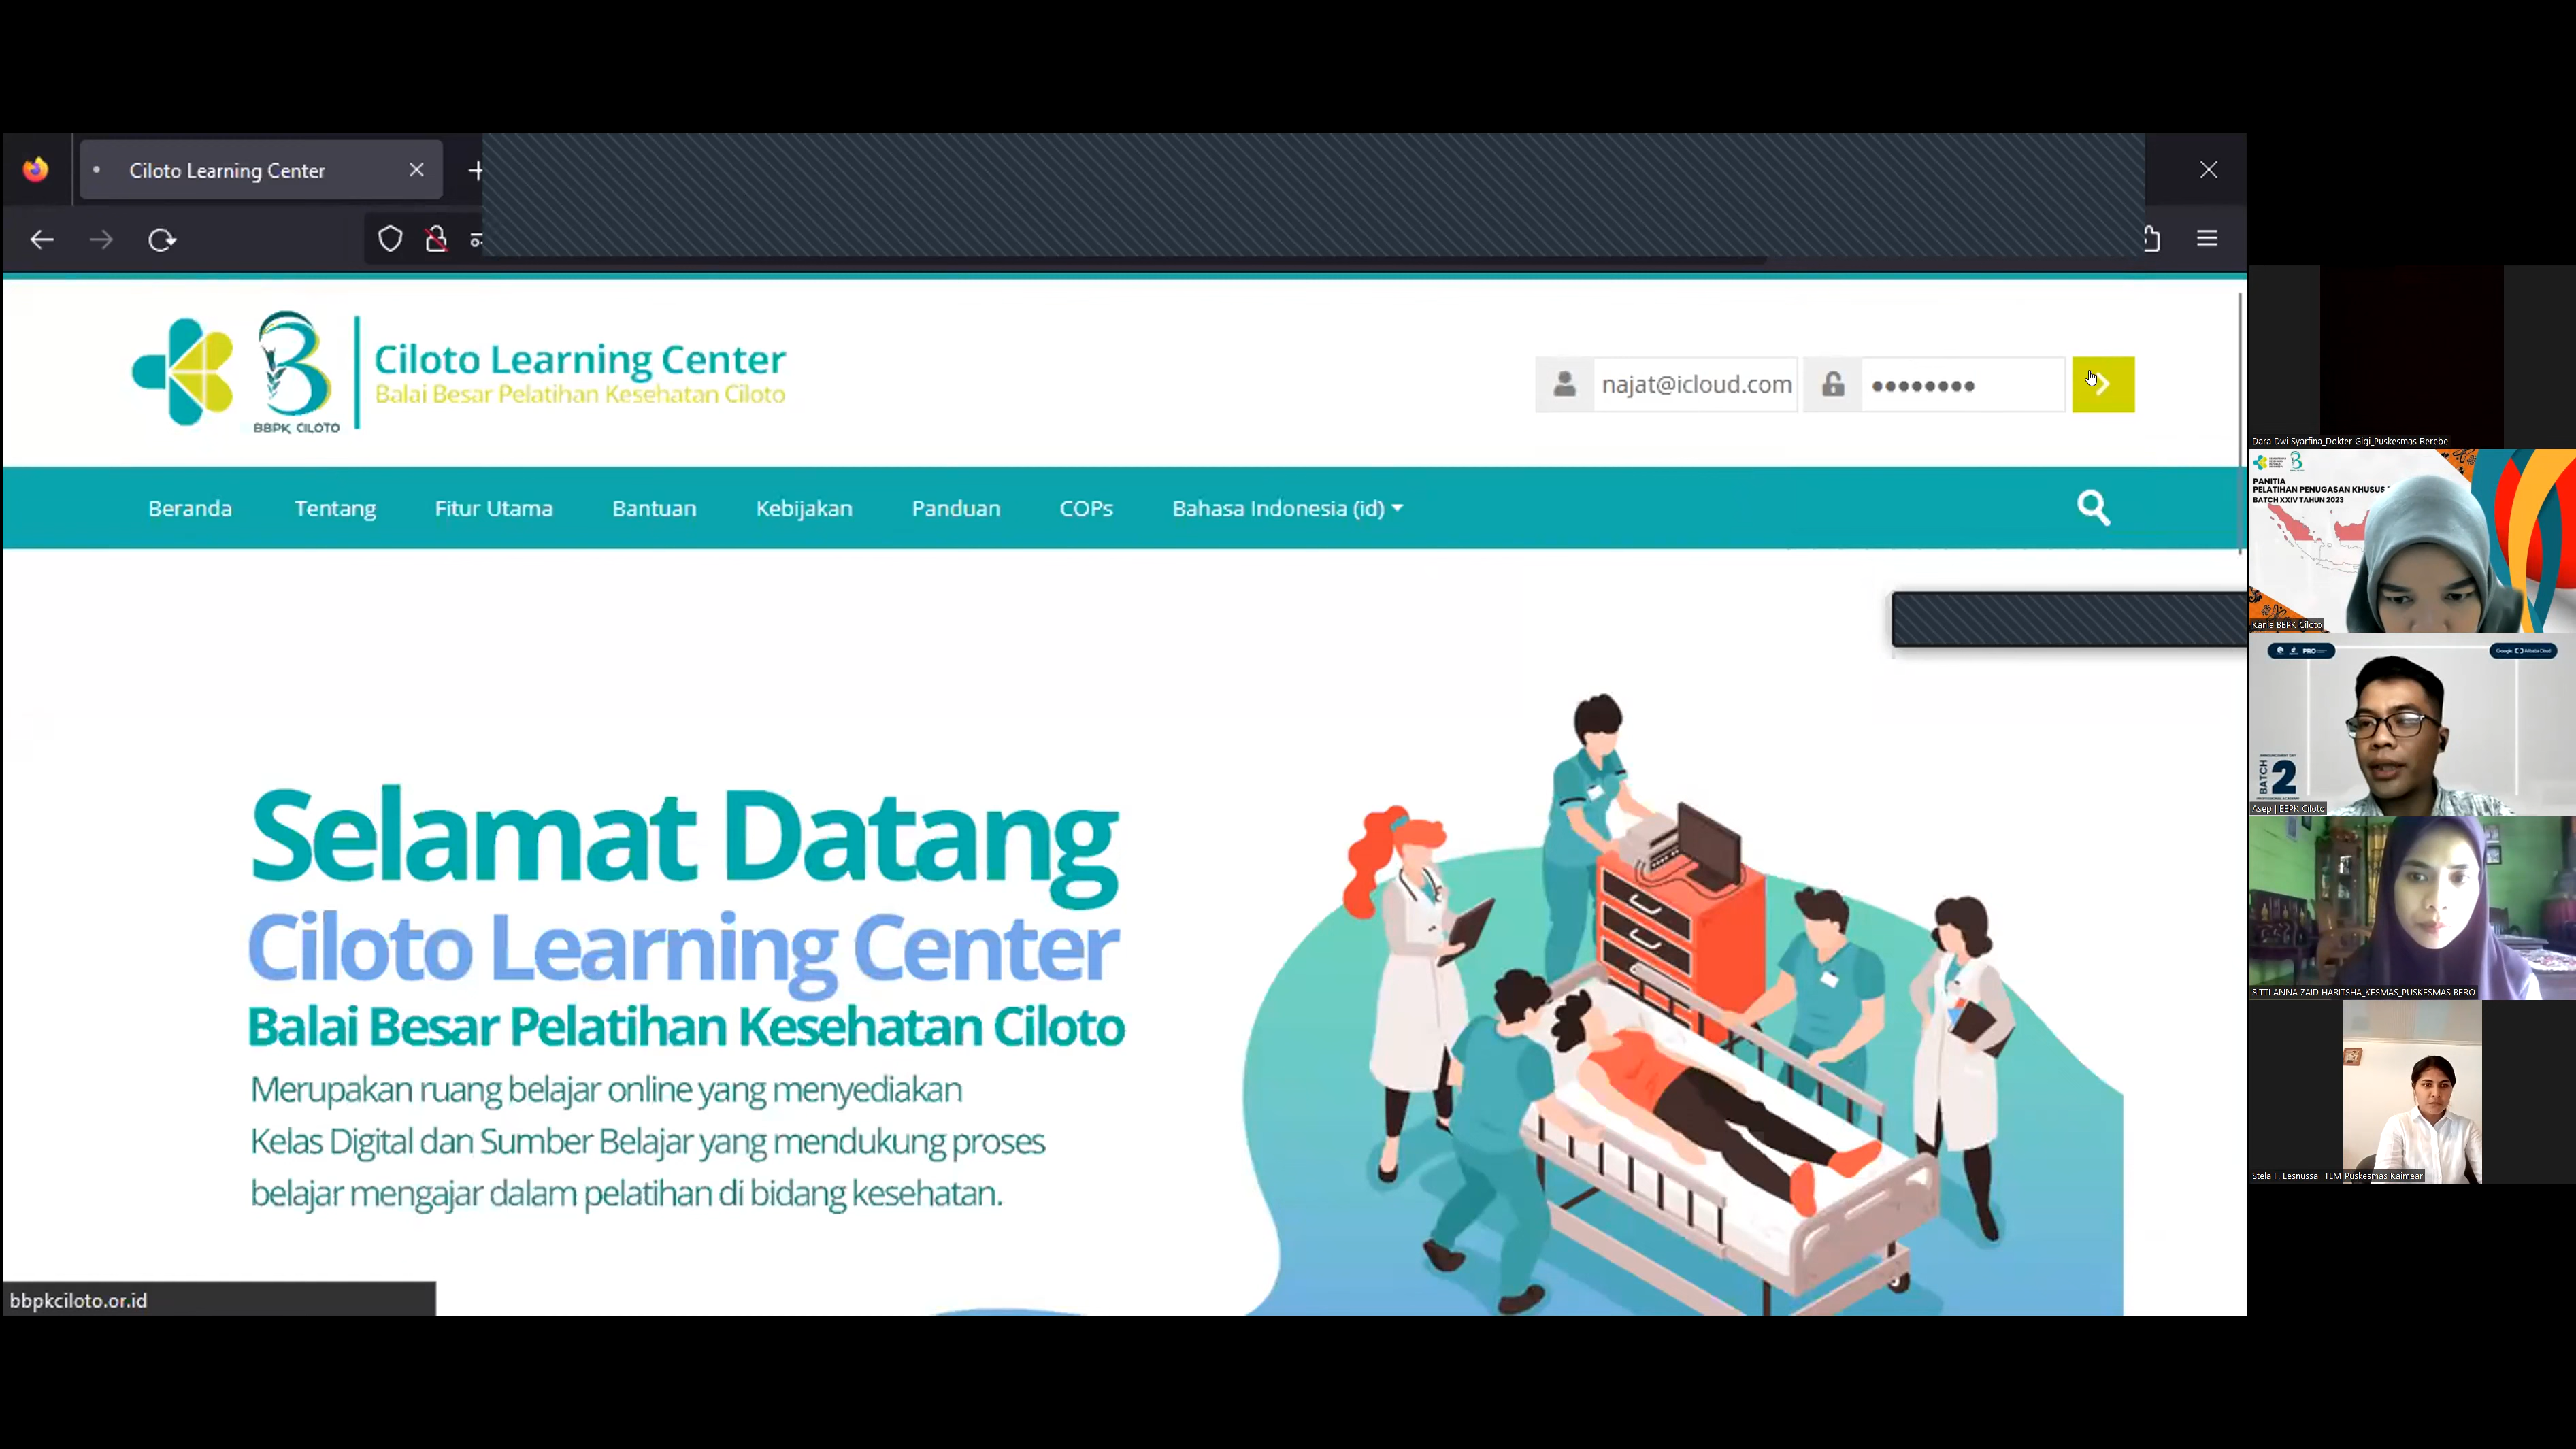 Ciloto Learning Center
Ciloto Learning Center
Balai Besar Pelatihan Kesehatan Ciloto
BBPK CILOTO
najat@icloud.com
Beranda Tentang Fitur Utama Bantuan Kebijakan Panduan COPs Bahasa Indonesia (id)
Selamat Datang
Ciloto Learning Center
Balai Besar Pelatihan Kesehatan Ciloto
Merupakan ruang belajar online yang menyediakan
Kelas Digital dan Sumber Belajar yang mendukung proses
belajar mengajar dalam pelatihan di bidang kesehatan.
bbpkciloto.or.id
Dara Dwi Syarfina_Dokter Gigi_Puskesmas Rerebe
PANITIA
PELATIHAN PENUGASAN KHUSUS
BATCH XXIV TAHUN 2023
Kania BBPK Ciloto
PRO
Google Alibaba Cloud
BATCH 2
Asep | BBPK Ciloto
SITTI ANNA ZAID HARITSHA_KESMAS_PUSKESMAS BERO
Stela F. Lesnussa _TLM_Puskesmas Kaimear